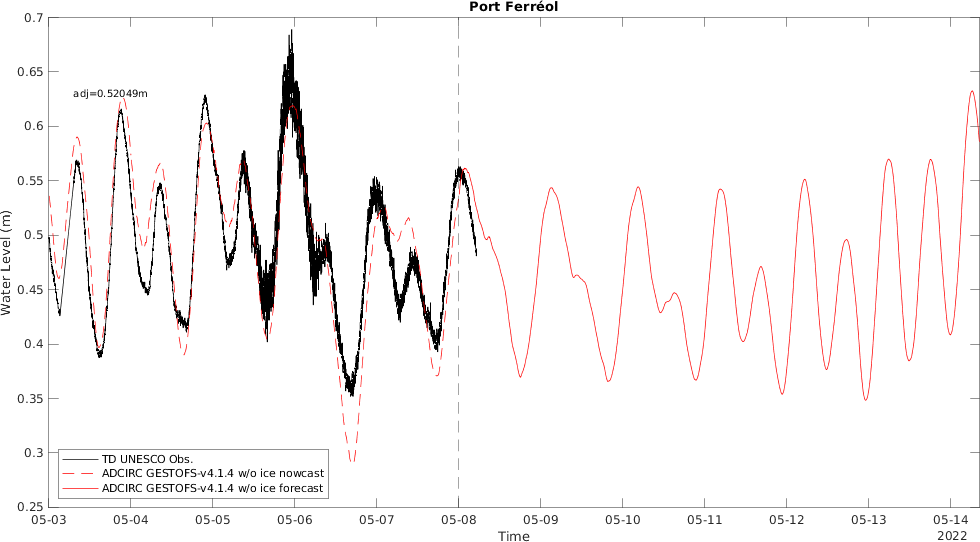 Port Ferréol
0.7
0.65
adj=0.52049m
0.6
0.55
0.5
Water Level (m)
0.45
0.4
0.35
0.3
0.25
TD UNESCO Obs.
ADCIRC GESTOFS-v4.1.4 w/o ice nowcast
ADCIRC GESTOFS-v4.1.4 w/o ice forecast
05-03 05-04 05-05 05-06 05-07 05-08 05-09 05-10 05-11 05-12 05-13 05-14
Time
2022